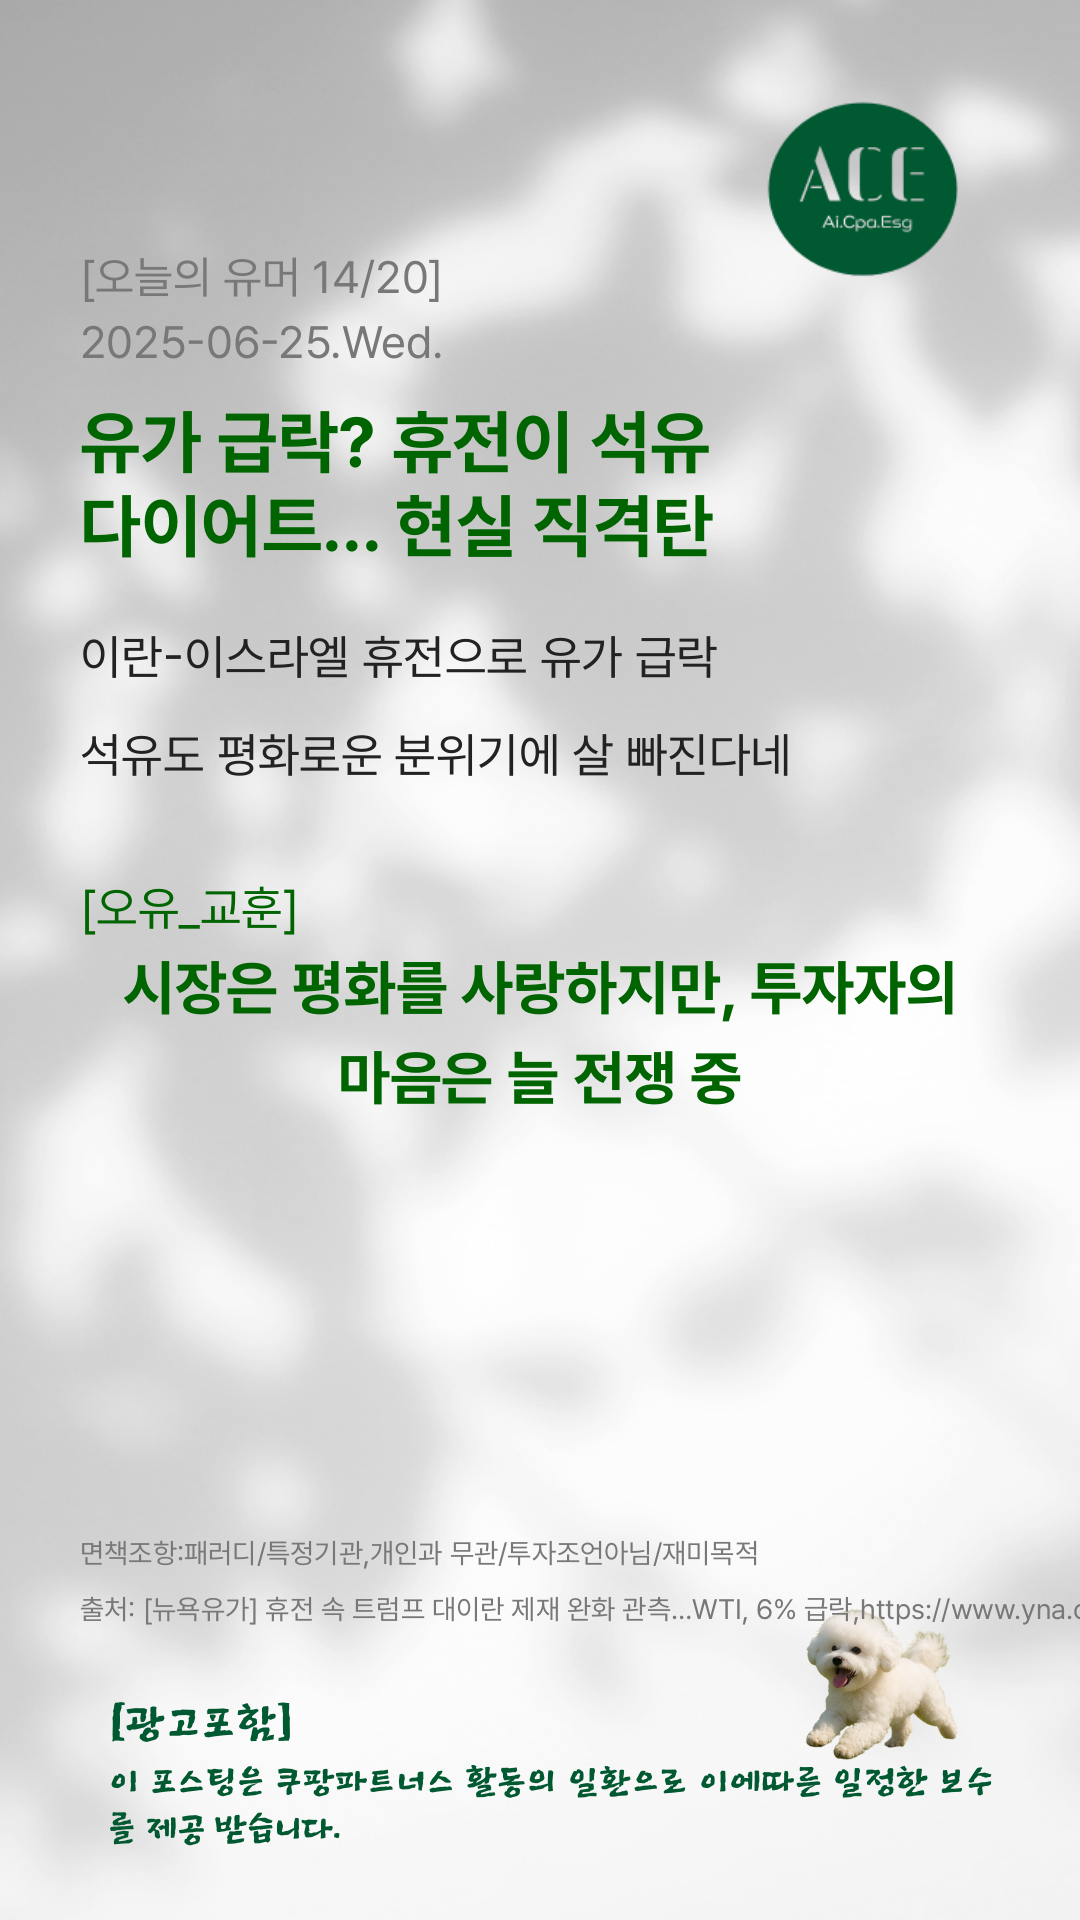 ACE
Ai.Cpa.Esg
[오늘의 유머 14/20]
2025-06-25.Wed.
유가 급락? 휴전이 석유
다이어트... 현실 직격탄
이란-이스라엘 휴전으로 유가 급락
석유도 평화로운 분위기에 살 빠진다네
[오유_교훈]
시장은 평화를 사랑하지만, 투자자의
마음은 늘 전쟁 중
면책조항:패러디/특정기관,개인과 무관/투자조언아님/재미목적
출처: [뉴욕유가] 휴전 속 트럼프 대이란 제재 완화 관측…WTI, 6% 급락,https://www.yna.c
[광고포함]
이 포스팅은 쿠팡파트너스 활동의 일환으로 이에따른 일정한 보수
를 제공 받습니다.